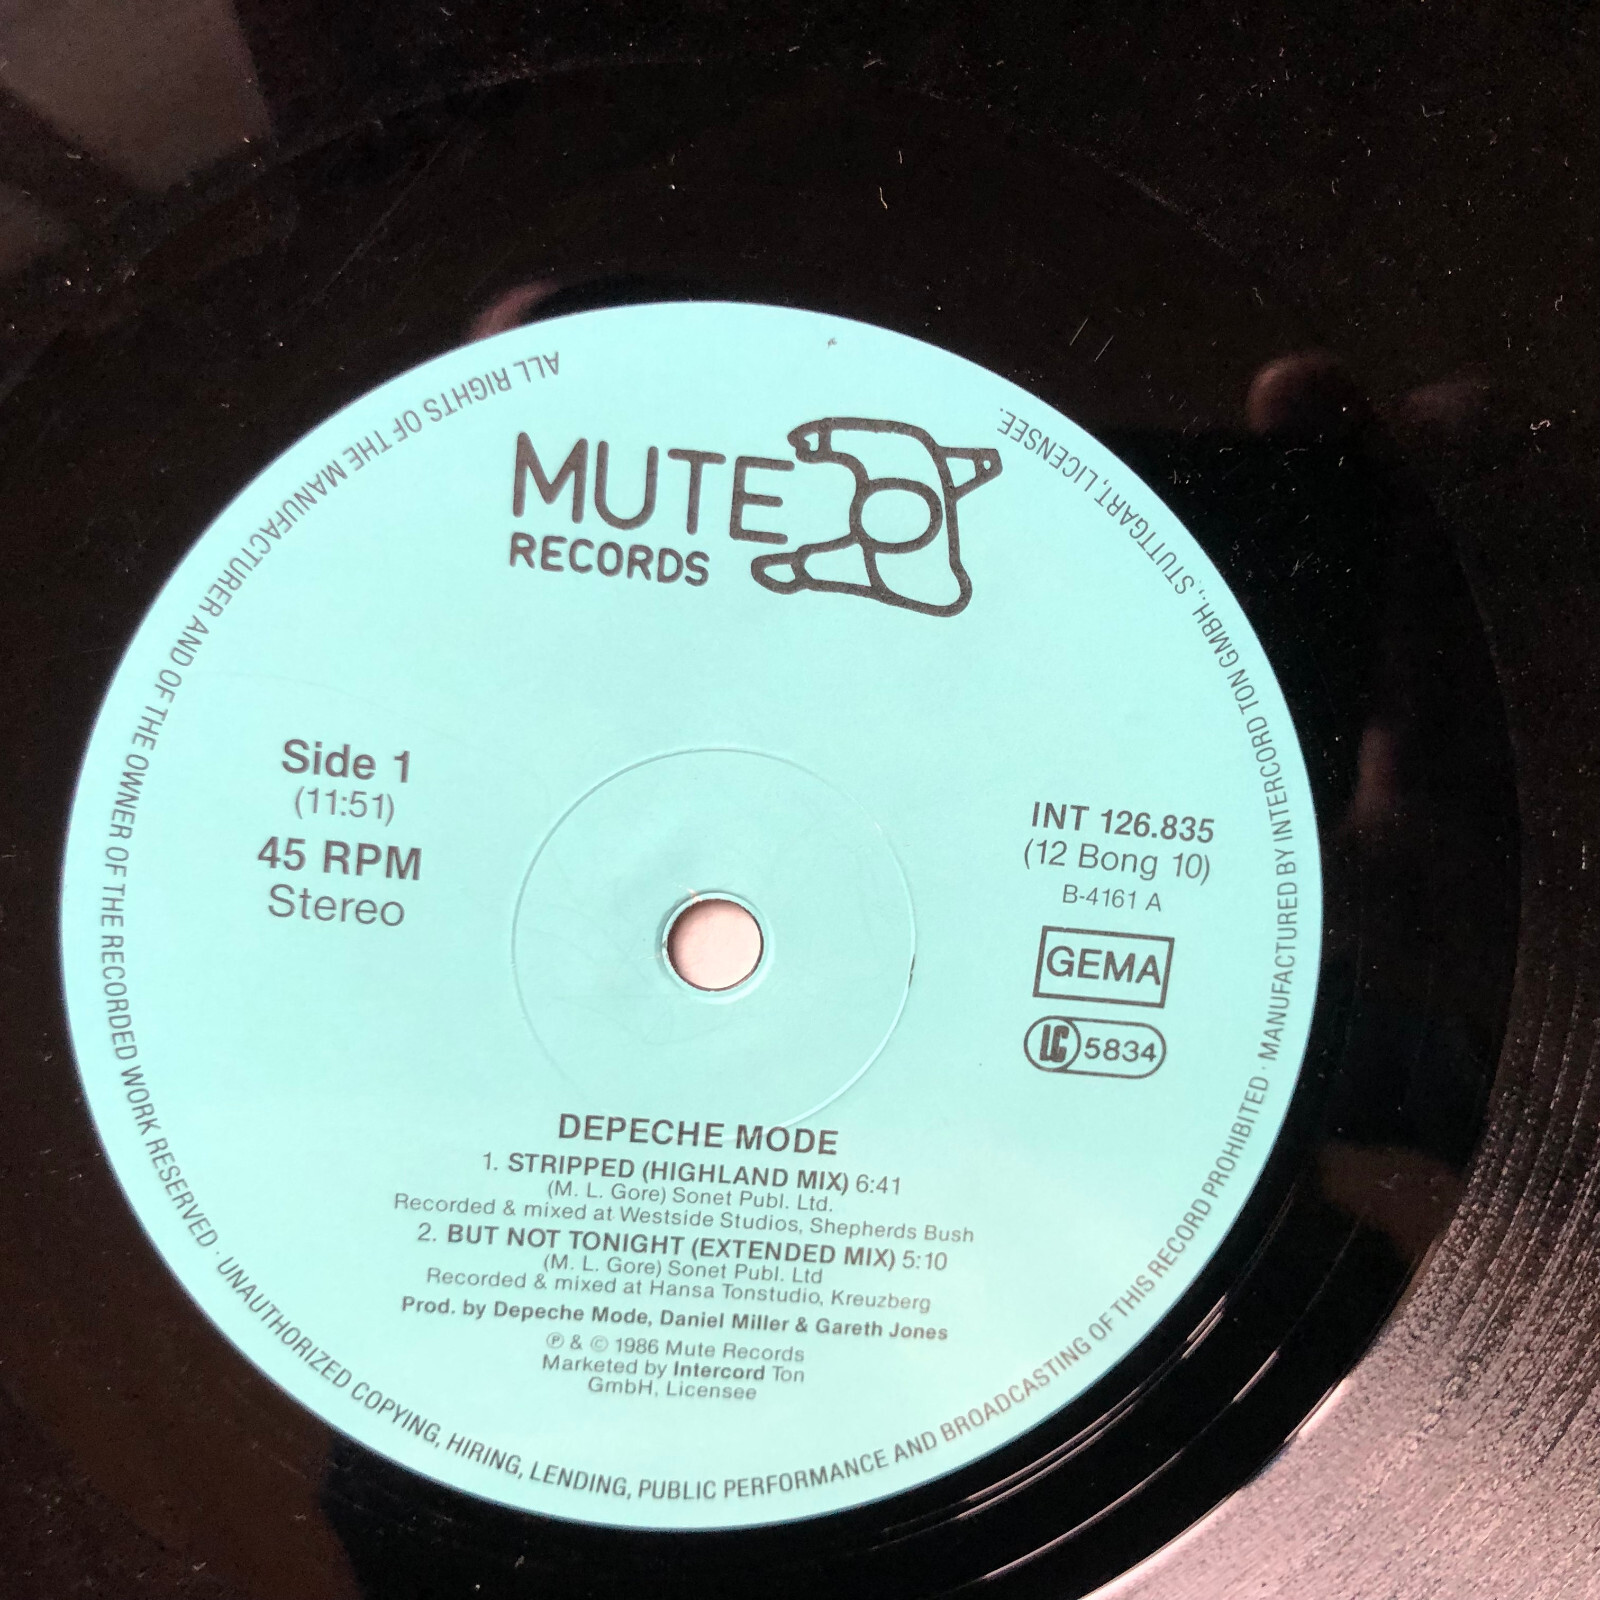 MUTE
RECORDS
Side 1
(11:51)
45 RPM
Stereo
INT 126.835
(12 Bong 10)
B-4161 A
GEMA
LC 5834
DEPECHE MODE
1. STRIPPED (HIGHLAND MIX) 6:41
(M. L. Gore) Sonet Publ. Ltd.
Recorded & mixed at Westside Studios, Shepherds Bush
2. BUT NOT TONIGHT (EXTENDED MIX) 5:10
(M. L. Gore) Sonet Publ. Ltd
Recorded & mixed at Hansa Tonstudio, Kreuzberg
Prod. by Depeche Mode, Daniel Miller & Gareth Jones
℗ & © 1986 Mute Records
Marketed by Intercord Ton
GmbH, Licensee
ALL RIGHTS OF THE MANUFACTURER AND OF THE OWNER OF THE RECORDED WORK RESERVED · UNAUTHORIZED COPYING, HIRING, LENDING, PUBLIC PERFORMANCE AND BROADCASTING OF THIS RECORD PROHIBITED · MANUFACTURED BY INTERCORD TON GMBH., STUTTGART, LICENSEE.